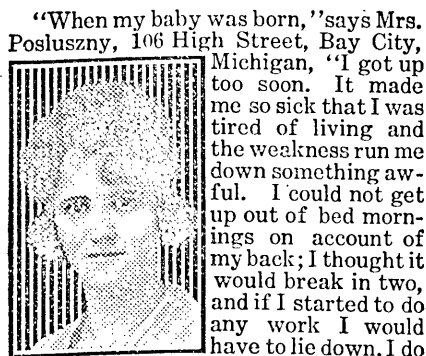 "When my baby was born,"says Mrs.
Posluszny, 106 High Street, Bay City,
Michigan, "I got up
too soon. It made
me so sick that I was
tired of living and
the weakness run me
down something aw-
ful. I could not get
up out of bed morn-
ings on account of
my back; I thought it
would break in two,
and if I started to do
any work I would
have to lie down. I do